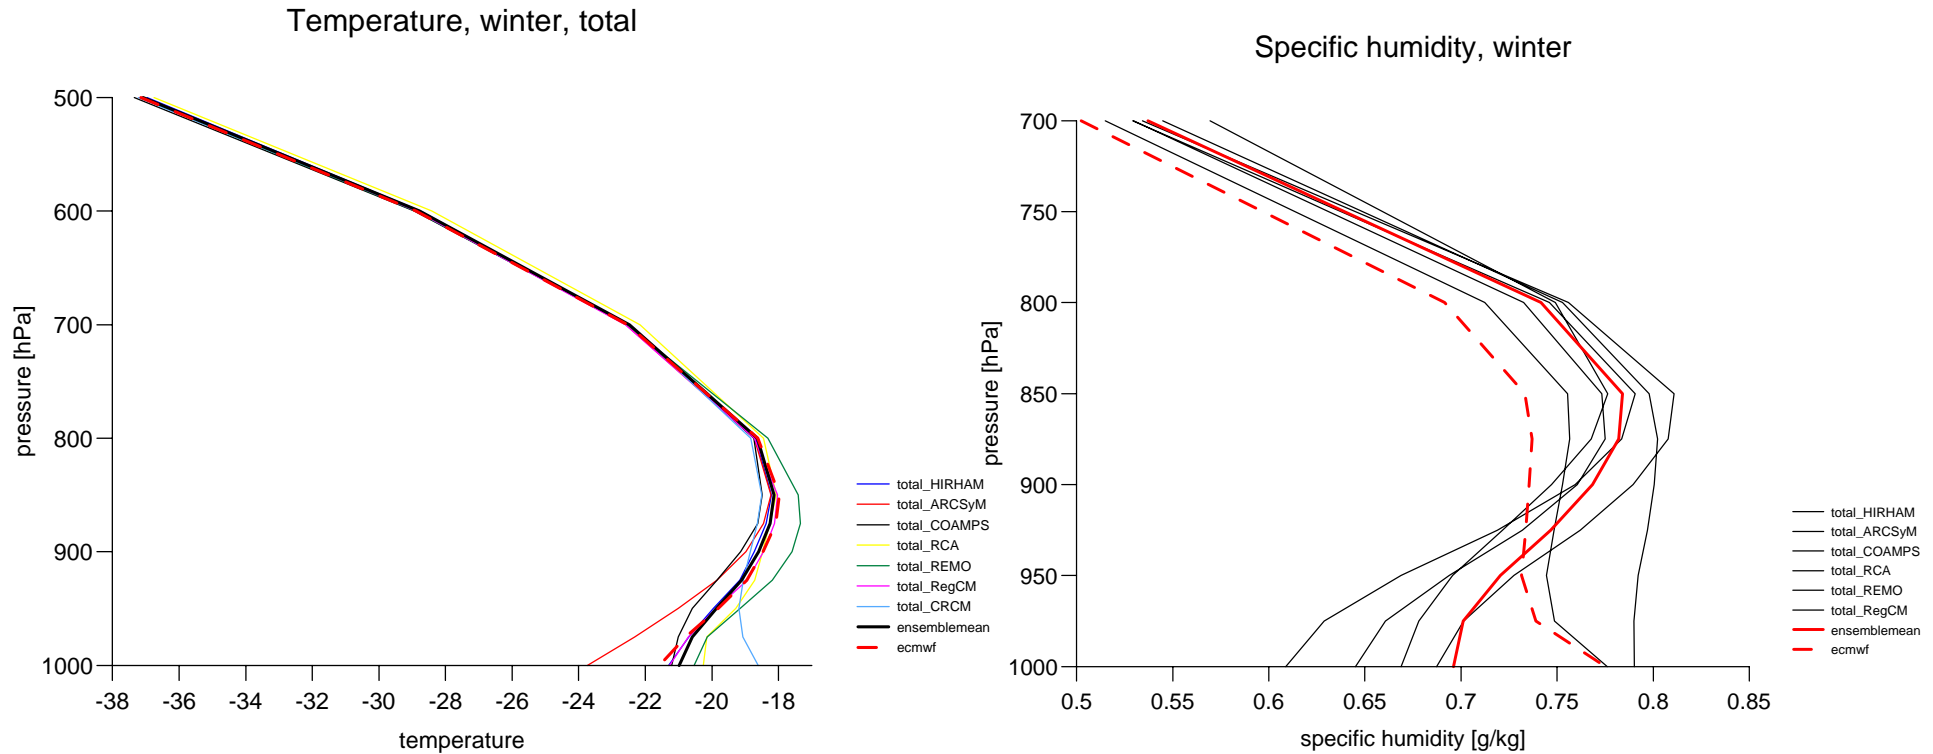 Temperature, winter, total
500
600
700
800
900
1000
pressure [hPa]
-38 -36 -34 -32 -30 -28 -26 -24 -22 -20 -18
temperature
total_HIRHAM
total_ARCSyM
total_COAMPS
total_RCA
total_REMO
total_RegCM
total_CRCM
ensemblemean
ecmwf
Specific humidity, winter
700
750
800
850
900
950
1000
pressure [hPa]
0.5 0.55 0.6 0.65 0.7 0.75 0.8 0.85
specific humidity [g/kg]
total_HIRHAM
total_ARCSyM
total_COAMPS
total_RCA
total_REMO
total_RegCM
ensemblemean
ecmwf